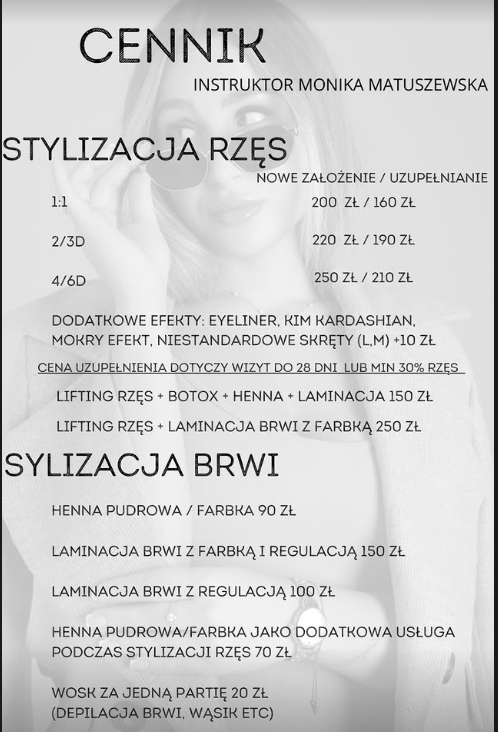 CENNIK
INSTRUKTOR MONIKA MATUSZEWSKA
STYLIZACJA RZĘS
NOWE ZAŁOŻENIE / UZUPEŁNIANIE
1:1 200 ZŁ / 160 ZŁ
2/3D 220 ZŁ / 190 ZŁ
4/6D 250 ZŁ / 210 ZŁ
DODATKOWE EFEKTY: EYELINER, KIM KARDASHIAN,
MOKRY EFEKT, NIESTANDARDOWE SKRĘTY (L,M) +10 ZŁ
CENA UZUPEŁNIENIA DOTYCZY WIZYT DO 28 DNI LUB MIN 30% RZĘS
LIFTING RZĘS + BOTOX + HENNA + LAMINACJA 150 ZŁ
LIFTING RZĘS + LAMINACJA BRWI Z FARBKĄ 250 ZŁ
SYLIZACJA BRWI
HENNA PUDROWA / FARBKA 90 ZŁ
LAMINACJA BRWI Z FARBKĄ I REGULACJĄ 150 ZŁ
LAMINACJA BRWI Z REGULACJĄ 100 ZŁ
HENNA PUDROWA/FARBKA JAKO DODATKOWA USŁUGA
PODCZAS STYLIZACJI RZĘS 70 ZŁ
WOSK ZA JEDNĄ PARTIĘ 20 ZŁ
(DEPILACJA BRWI, WĄSIK ETC)